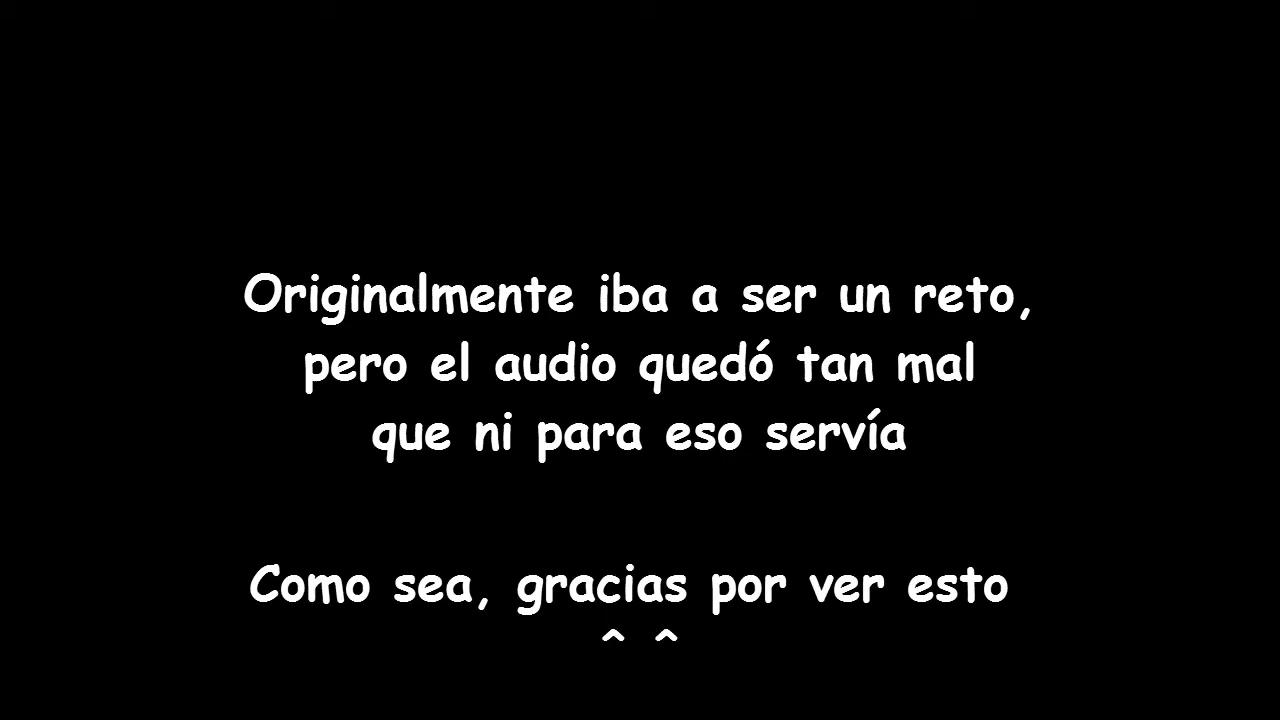 Originalmente iba a ser un reto,
pero el audio quedó tan mal
que ni para eso servía
Como sea, gracias por ver esto
^ ^